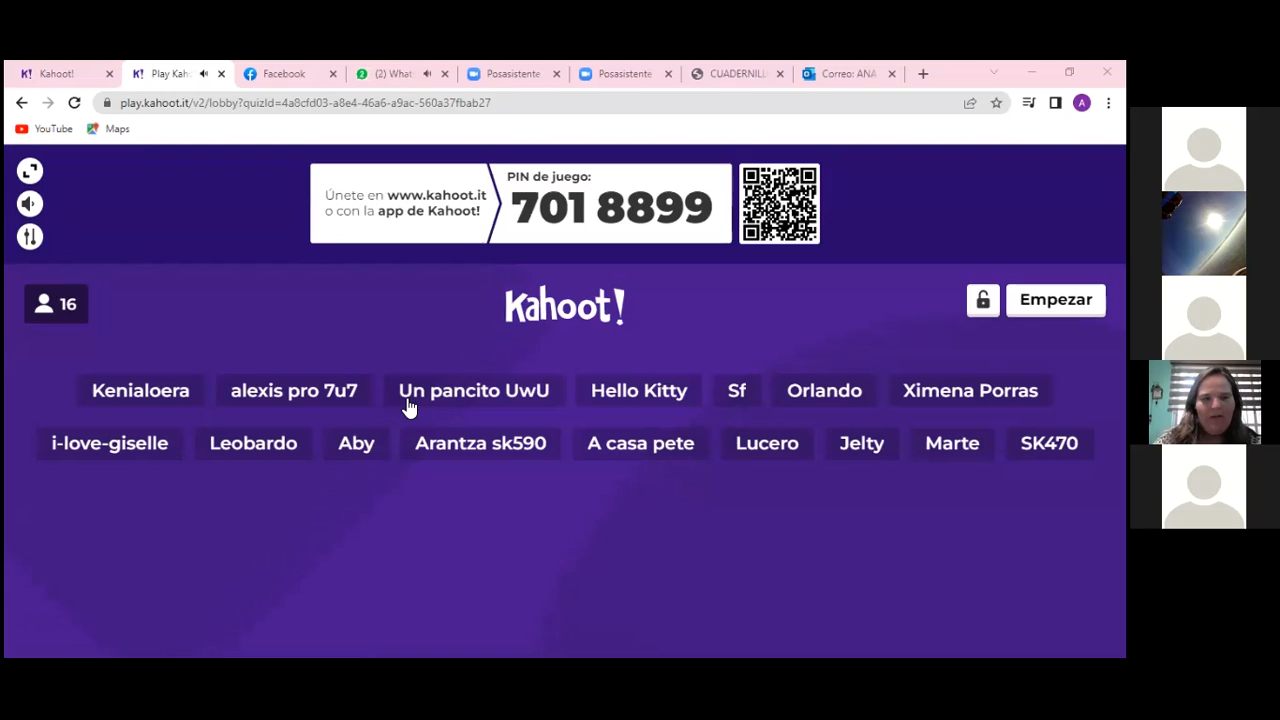 Kahoot!
Play Kah
Facebook
(2) What
Posasistente
Posasistente
CUADERNILL
Correo: ANA
play.kahoot.it/v2/lobby?quizId=4a8cfd03-a8e4-46a6-a9ac-560a37fbab27
A
YouTube
Maps
Únete en www.kahoot.it
o con la app de Kahoot!
PIN de juego:
701 8899
16
Kahoot!
Empezar
Kenialoera
alexis pro 7u7
Un pancito UwU
Hello Kitty
Sf
Orlando
Ximena Porras
i-love-giselle
Leobardo
Aby
Arantza sk590
A casa pete
Lucero
Jelty
Marte
SK470